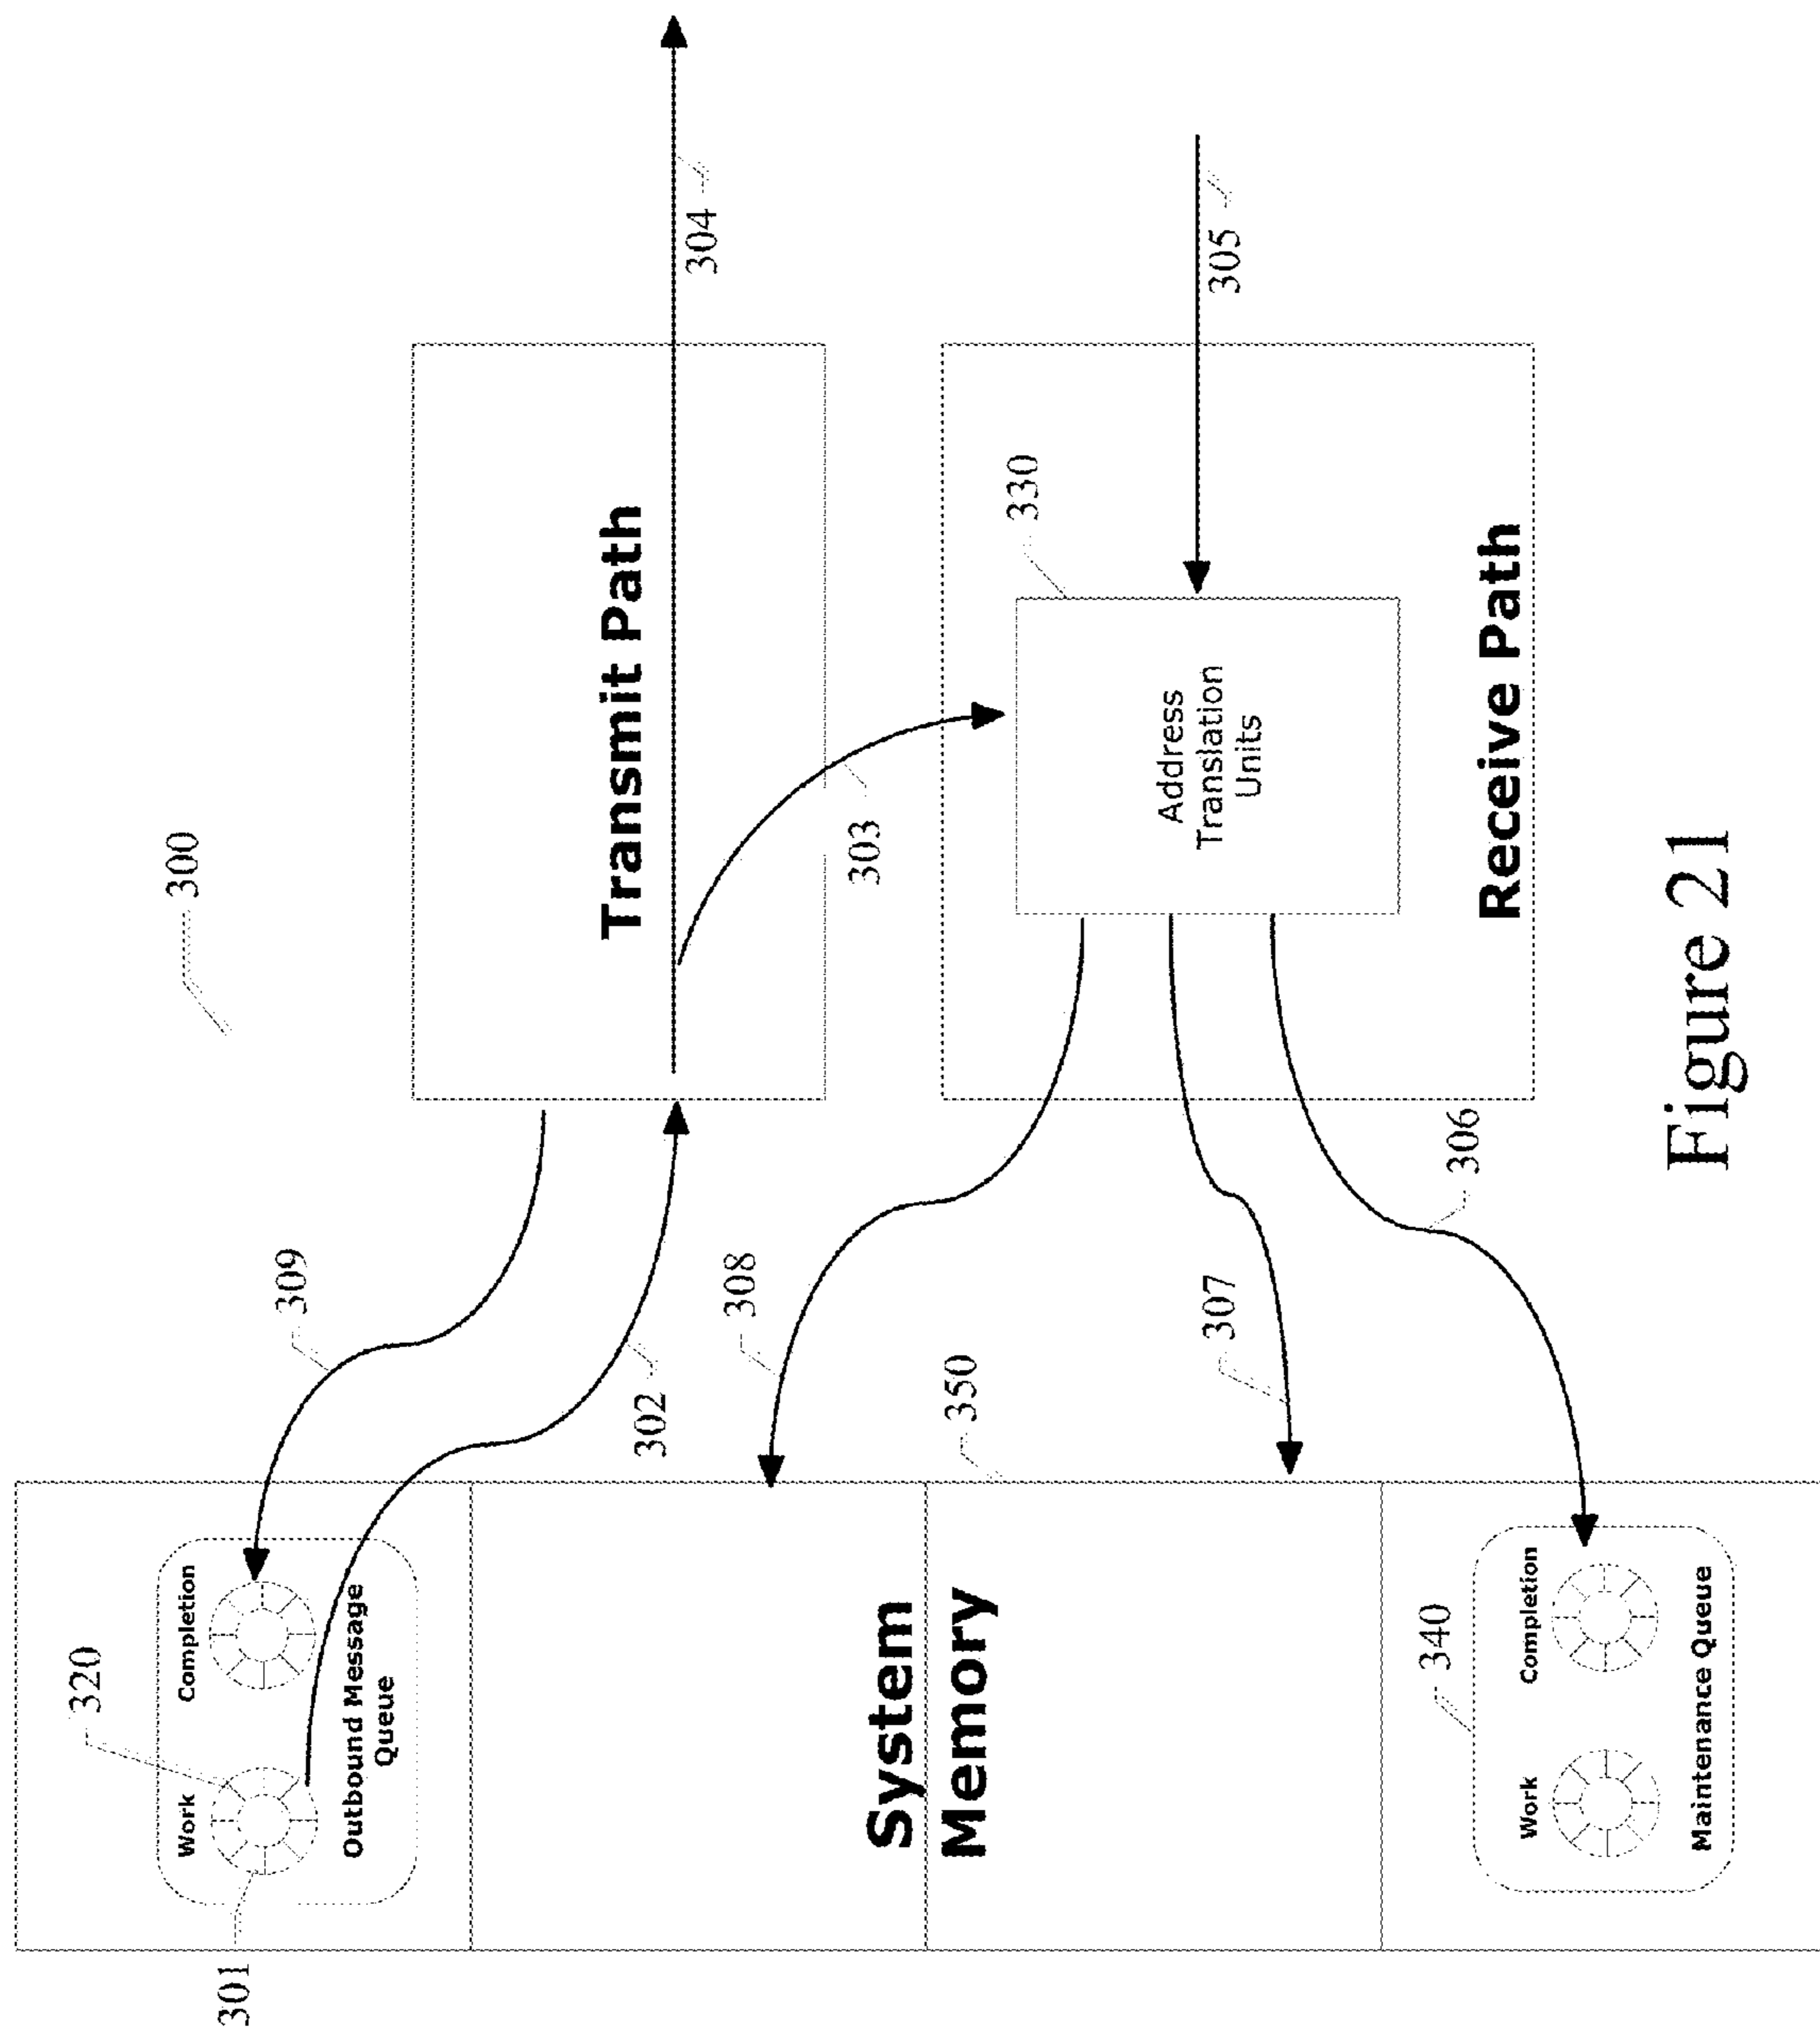 300
Transmit Path
304
303
309
302
305
330
Address
Translation
Units
Receive Path
308
307
306
350
320
301
Work
Completion
Outbound Message
Queue
System
Memory
340
Work
Completion
Maintenance Queue
Figure 21